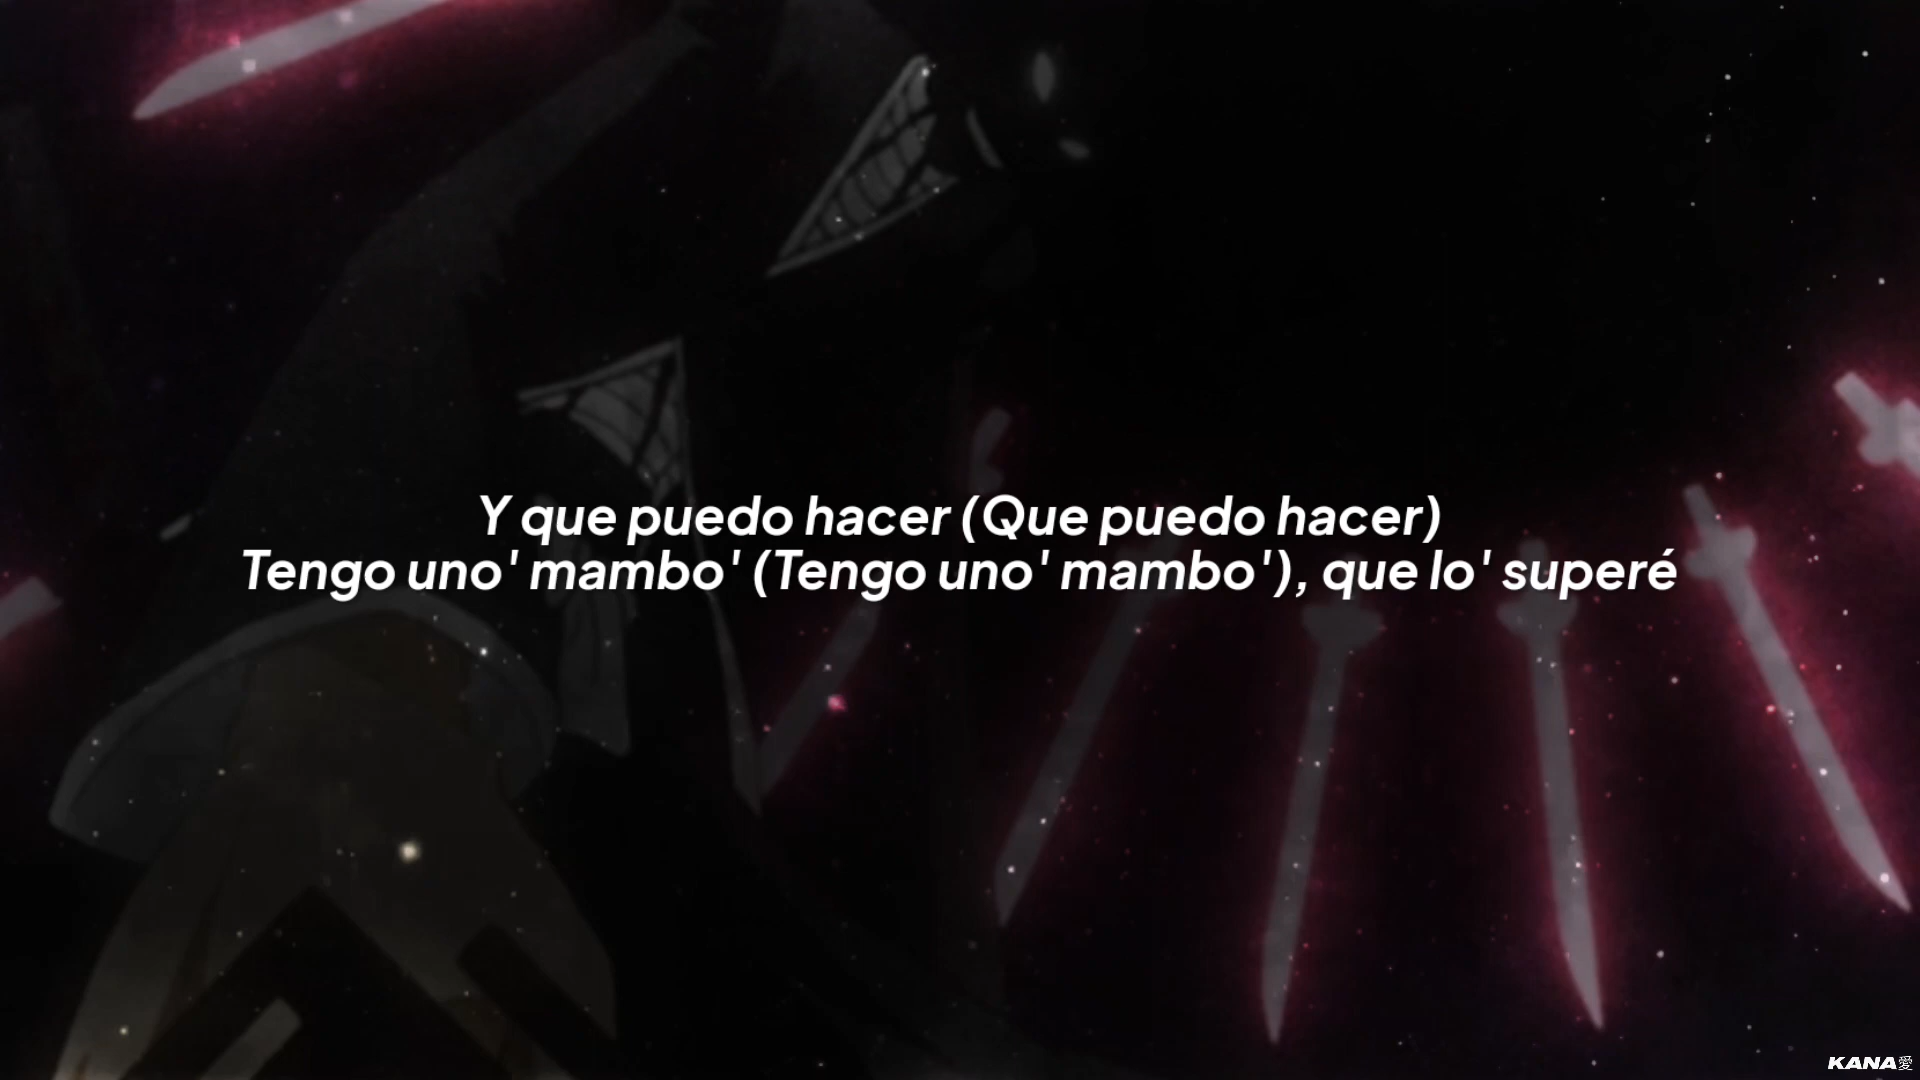 Y que puedo hacer (Que puedo hacer)
Tengo uno' mambo' (Tengo uno' mambo'), que lo' superé
KANA愛